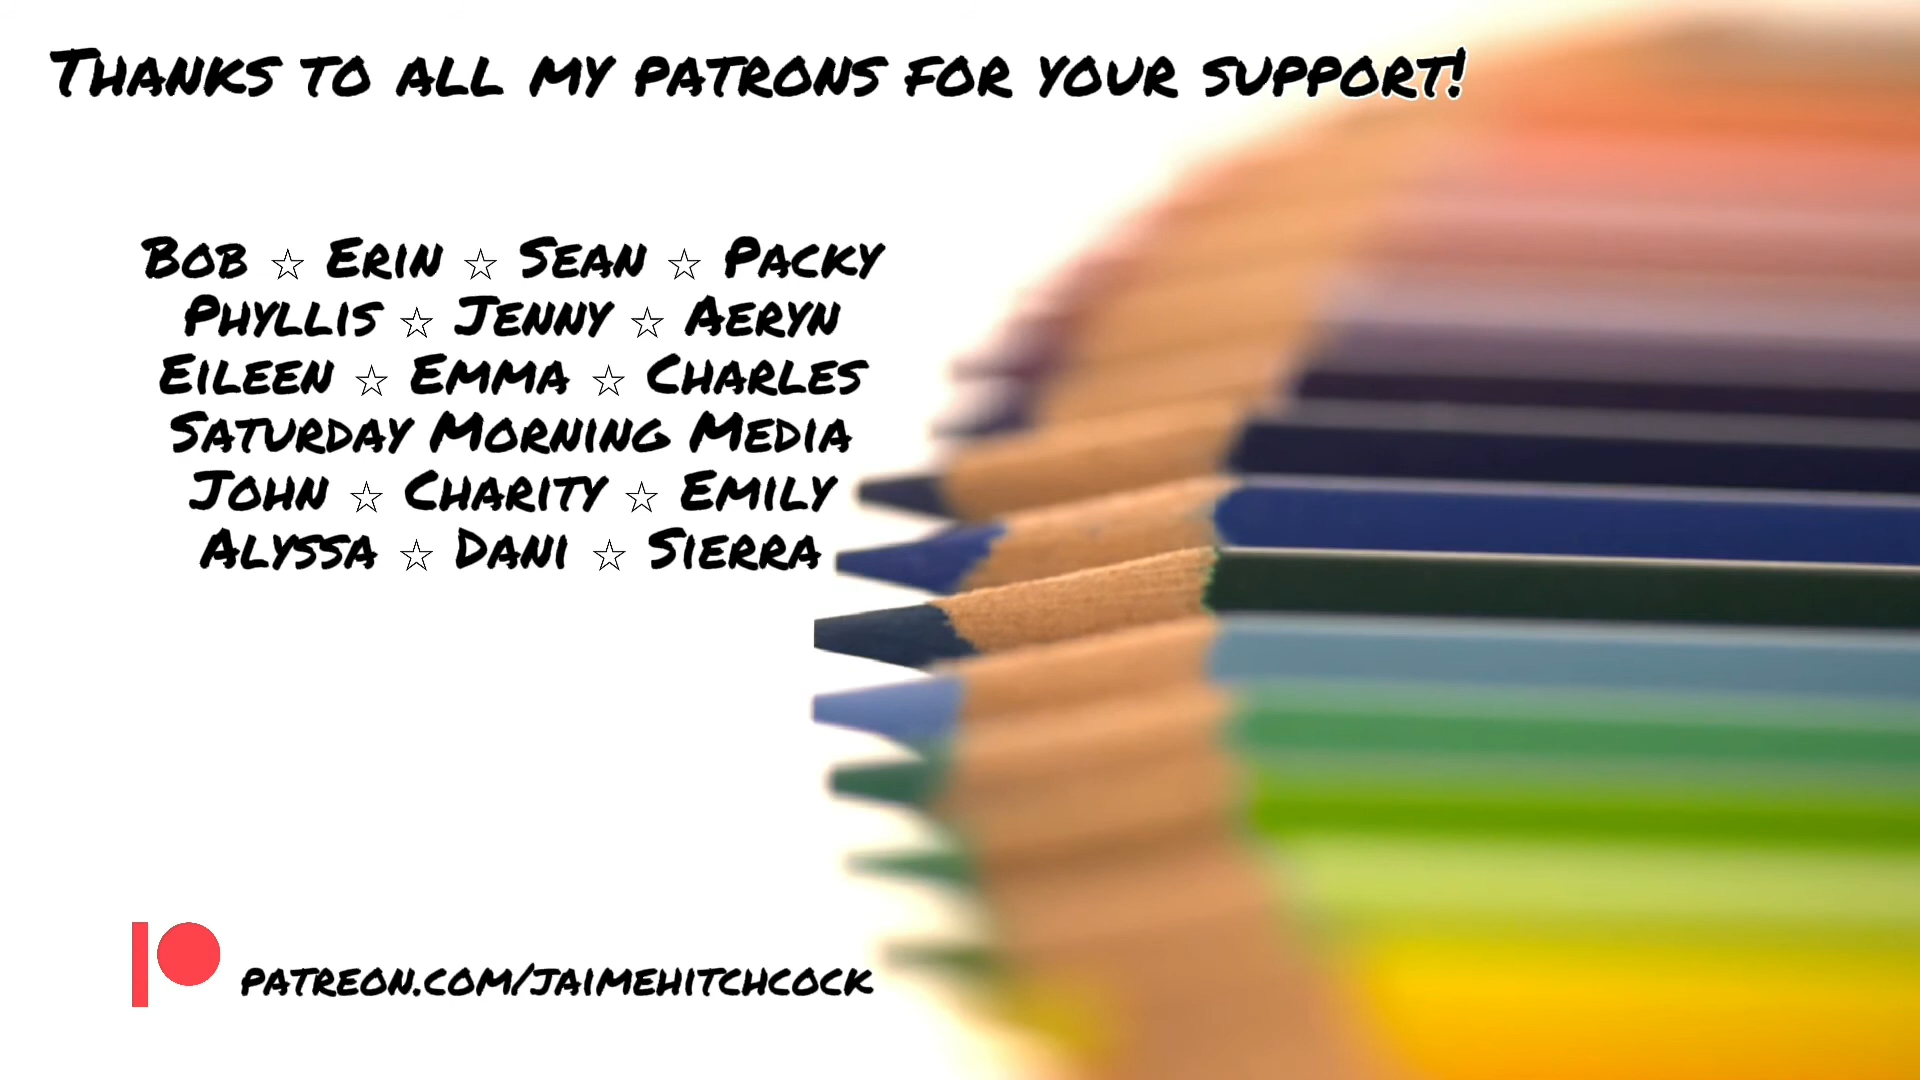 Thanks to all my patrons for your support!
Bob ☆ Erin ☆ Sean ☆ Packy
Phyllis ☆ Jenny ☆ Aeryn
Eileen ☆ Emma ☆ Charles
Saturday Morning Media
John ☆ Charity ☆ Emily
Alyssa ☆ Dani ☆ Sierra
patreon.com/jaimehitchcock